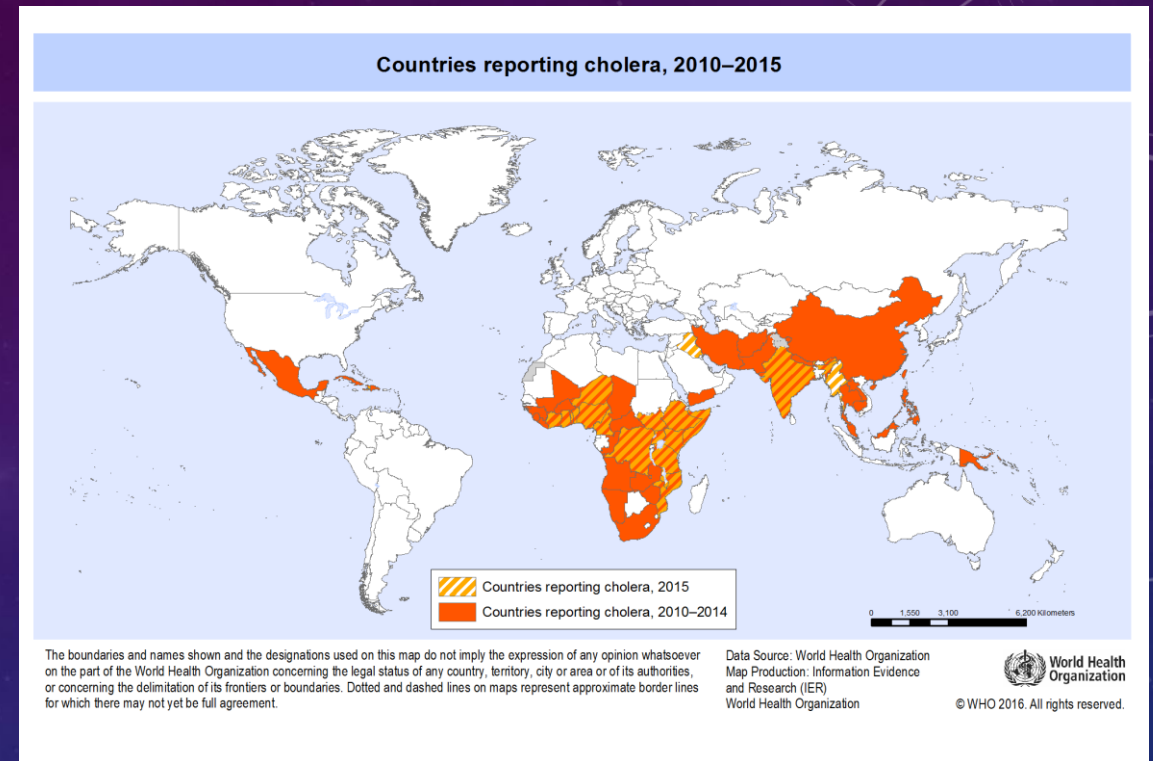 Countries reporting cholera, 2010–2015
Countries reporting cholera, 2015
Countries reporting cholera, 2010–2014
0 1,550 3,100 6,200 Kilometers
The boundaries and names shown and the designations used on this map do not imply the expression of any opinion whatsoever
on the part of the World Health Organization concerning the legal status of any country, territory, city or area or of its authorities,
or concerning the delimitation of its frontiers or boundaries. Dotted and dashed lines on maps represent approximate border lines
for which there may not yet be full agreement.
Data Source: World Health Organization
Map Production: Information Evidence
and Research (IER)
World Health Organization
World Health
Organization
© WHO 2016. All rights reserved.